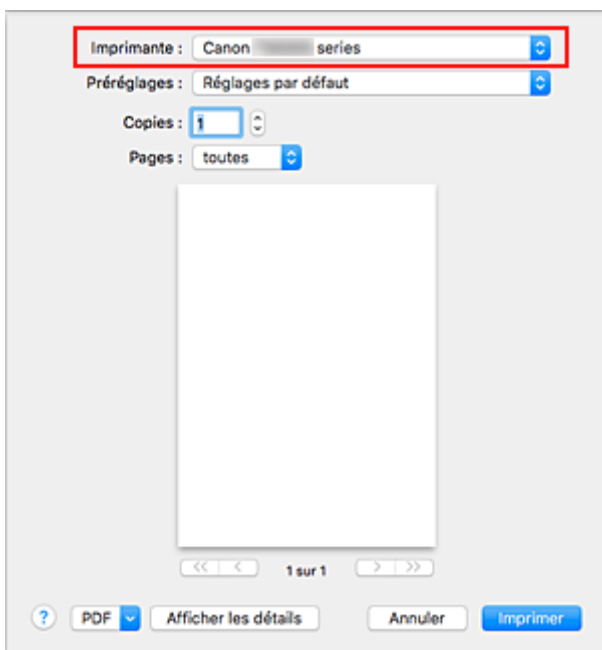 Imprimante : Canon series
Préréglages : Réglages par défaut
Copies : 1
Pages : toutes
<< < 1 sur 1 > >>
? PDF Afficher les détails Annuler Imprimer